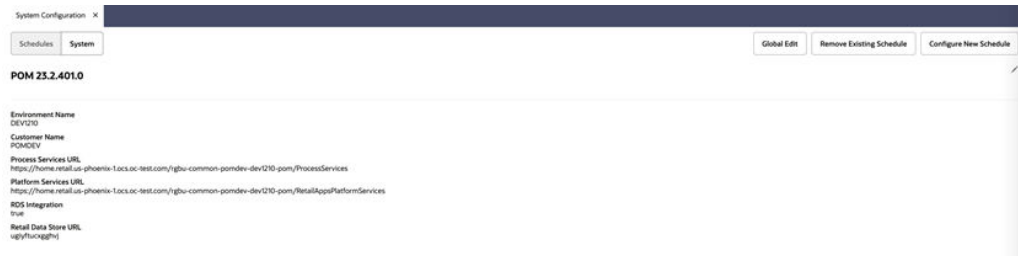 System Configuration ×
Schedules System Global Edit Remove Existing Schedule Configure New Schedule
POM 23.2.401.0
Environment Name
DEV1210
Customer Name
POMDEV
Process Services URL
https://home.retail.us-phoenix-1.ocs.oc-test.com/rgbu-common-pomdev-dev1210-pom/ProcessServices
Platform Services URL
https://home.retail.us-phoenix-1.ocs.oc-test.com/rgbu-common-pomdev-dev1210-pom/RetailAppsPlatformServices
RDS Integration
true
Retail Data Store URL